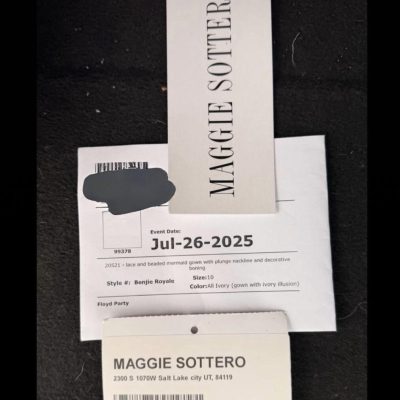 MAGGIE SOTTERO
Event Date:
Jul-26-2025
99378
20S21 - lace and beaded mermaid gown with plunge neckline and decorative
boning
Style #: Benjie Royale Size:10
Color:All Ivory (gown with Ivory illusion)
Floyd Party
MAGGIE SOTTERO
2300 S 1070W Salt Lake city UT, 84119